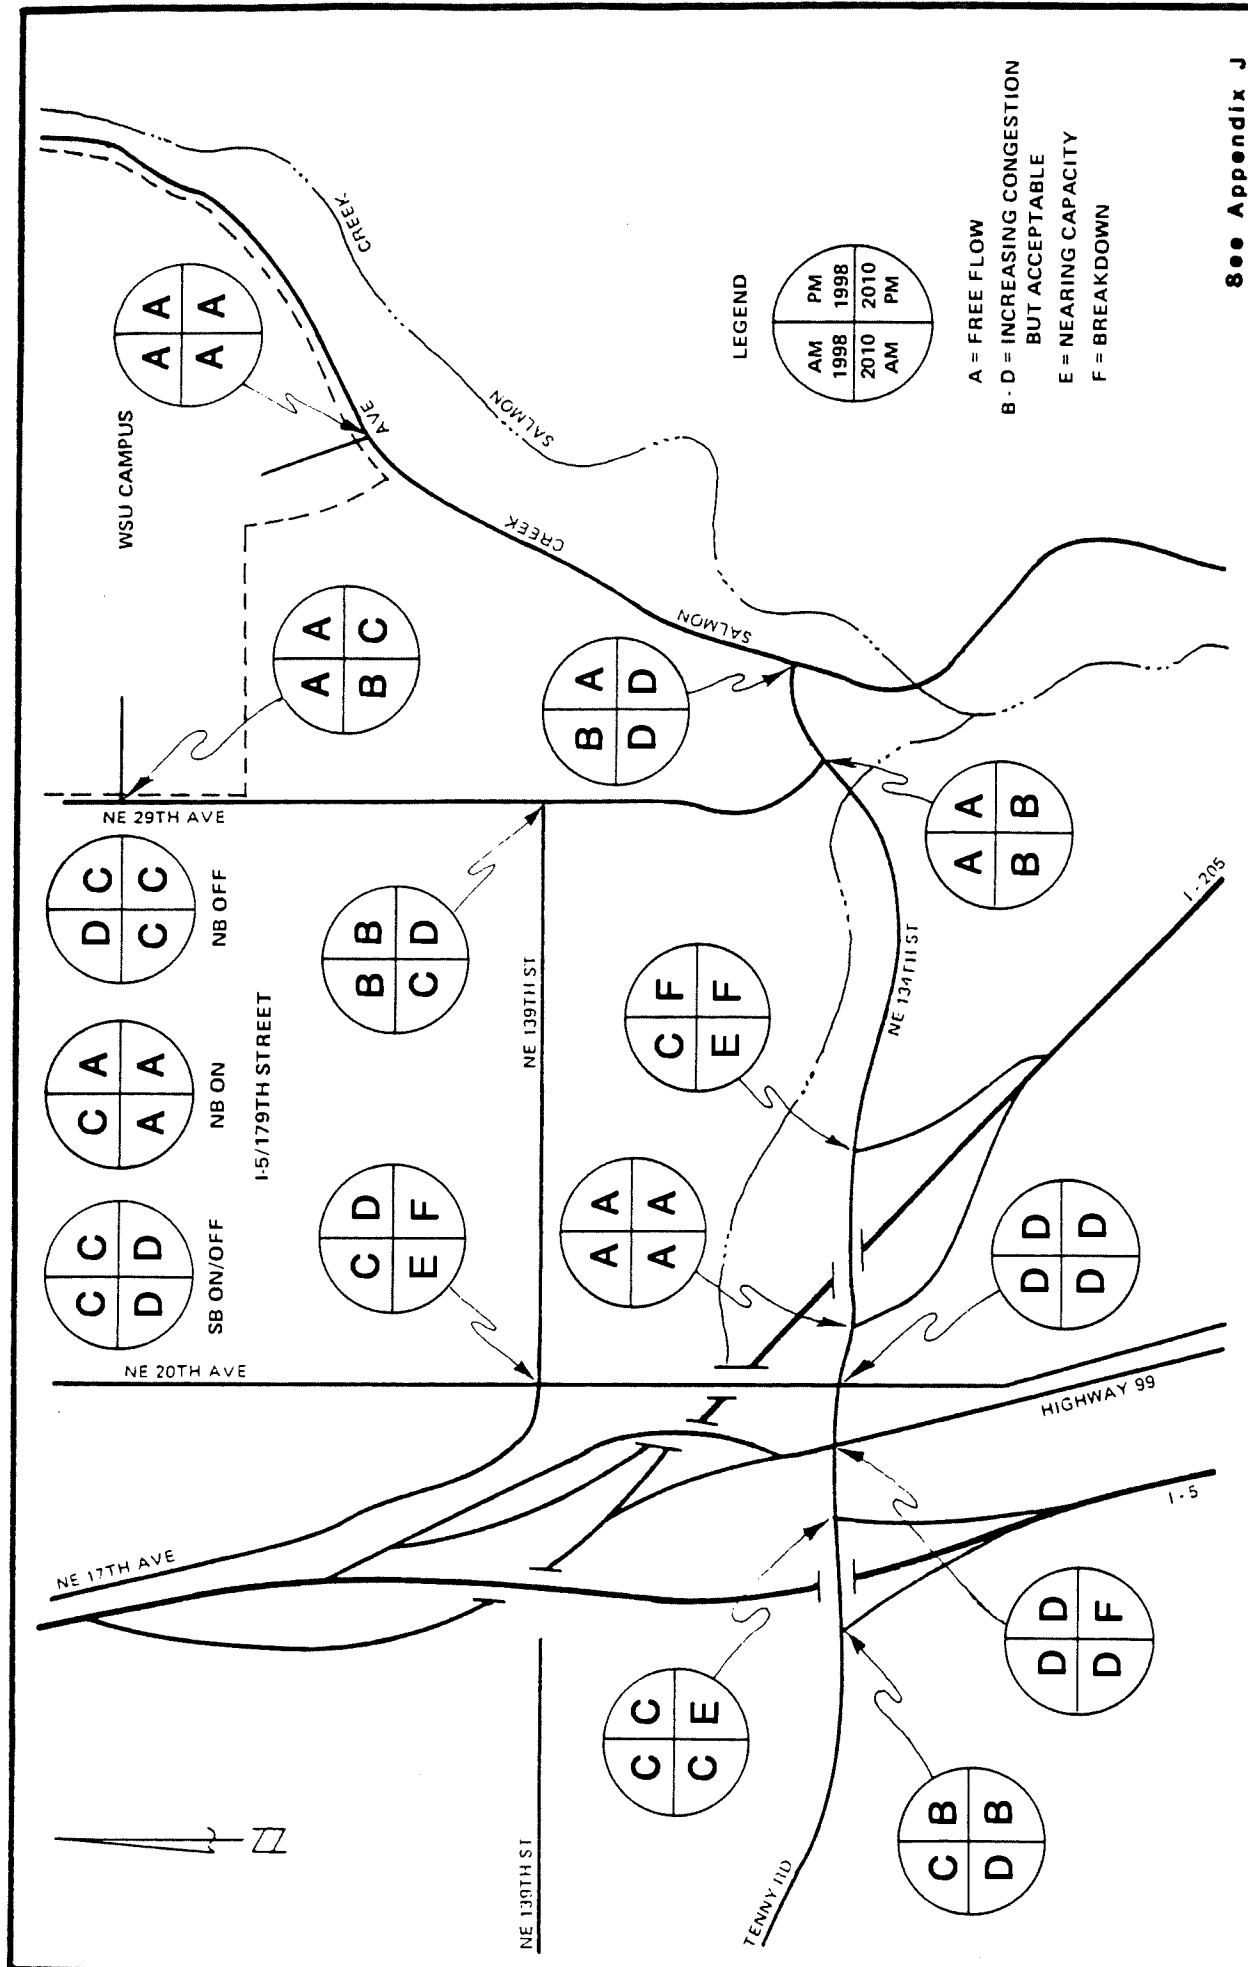 C C
D D
SB ON/OFF
C A
A A
NB ON
D C
C C
NB OFF
I-5/179TH STREET
NE 17TH AVE
NE 20TH AVE
NE 29TH AVE
WSU CAMPUS
A A
A A
A A
B C
C D
E F
B B
C D
CREEK
AVE
NE 139TH ST
NE 139TH ST
CREEK
SALMON
B A
D D
SALMON
C C
C E
A A
A A
C F
E F
LEGEND
AM PM
1998 1998
2010 2010
AM PM
TENNY RD
NE 134TH ST
C B
D B
A A
B B
A = FREE FLOW
B - D = INCREASING CONGESTION
BUT ACCEPTABLE
E = NEARING CAPACITY
F = BREAKDOWN
D D
D F
D D
D D
HIGHWAY 99
I-5
I-205
See Appendix J